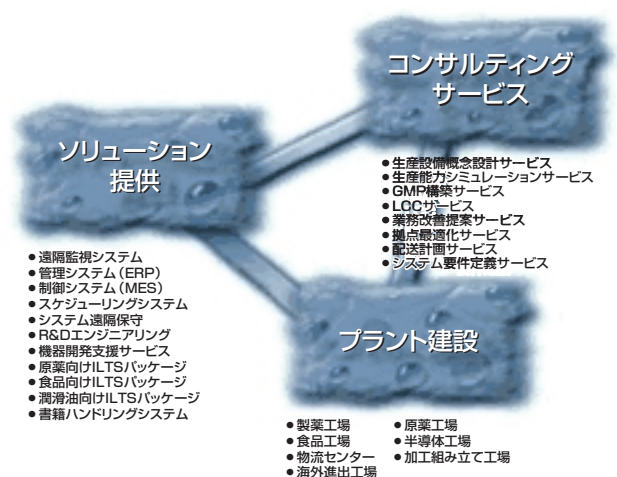 コンサルティング
サービス
● 生産設備概念設計サービス
● 生産能力シミュレーションサービス
● GMP構築サービス
● LCCサービス
● 業務改善提案サービス
● 拠点最適化サービス
● 配送計画サービス
● システム要件定義サービス
ソリューション
提供
● 遠隔監視システム
● 管理システム(ERP)
● 制御システム(MES)
● スケジューリングシステム
● システム遠隔保守
● R&Dエンジニアリング
● 機器開発支援サービス
● 原薬向けILTSパッケージ
● 食品向けILTSパッケージ
● 潤滑油向けILTSパッケージ
● 書籍ハンドリングシステム
プラント建設
● 製薬工場 ● 原薬工場
● 食品工場 ● 半導体工場
● 物流センター ● 加工組み立て工場
● 海外進出工場